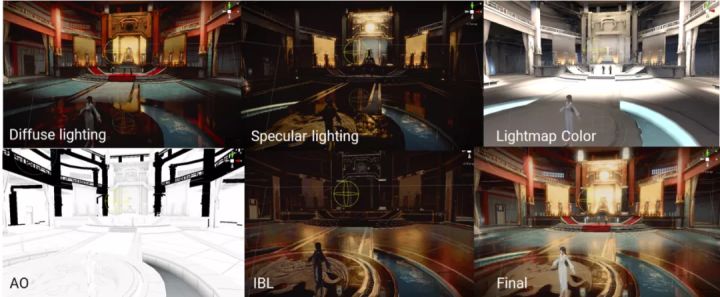 Diffuse lighting
Specular lighting
Lightmap Color
AO
IBL
Final